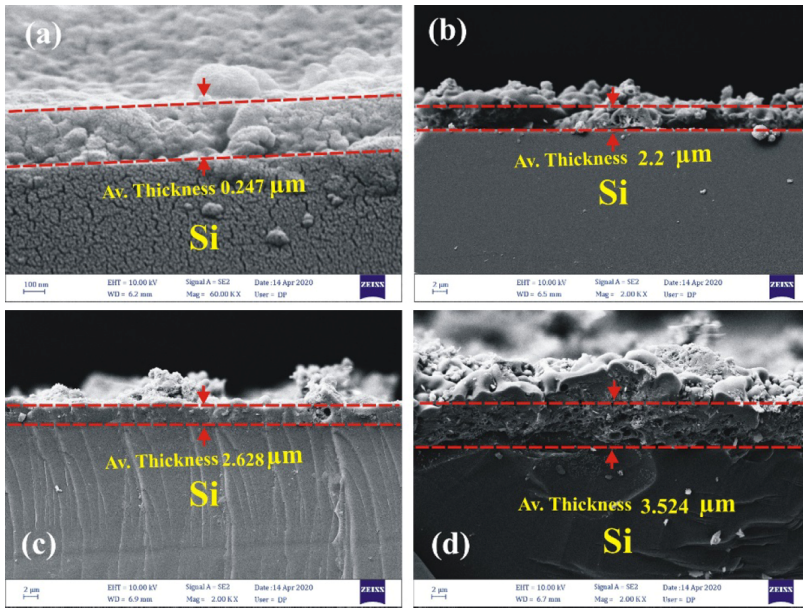 (a)
Av. Thickness 0.247 µm
Si
100 nm
EHT = 10.00 kV
Signal A = SE2
Date :14 Apr 2020
ZEISS
WD = 6.2 mm
Mag = 60.00 KX
User = DP
(b)
Av. Thickness 2.2 µm
Si
2 µm
EHT = 10.00 kV
Signal A = SE2
Date :14 Apr 2020
ZEISS
WD = 6.5 mm
Mag = 2.00 KX
User = DP
Av. Thickness 2.628 µm
Si
(c)
2 µm
EHT = 10.00 kV
Signal A = SE2
Date :14 Apr 2020
ZEISS
WD = 6.9 mm
Mag = 2.00 KX
User = DP
Av. Thickness 3.524 µm
Si
(d)
2 µm
EHT = 10.00 kV
Signal A = SE2
Date :14 Apr 2020
ZEISS
WD = 6.7 mm
Mag = 2.00 KX
User = DP